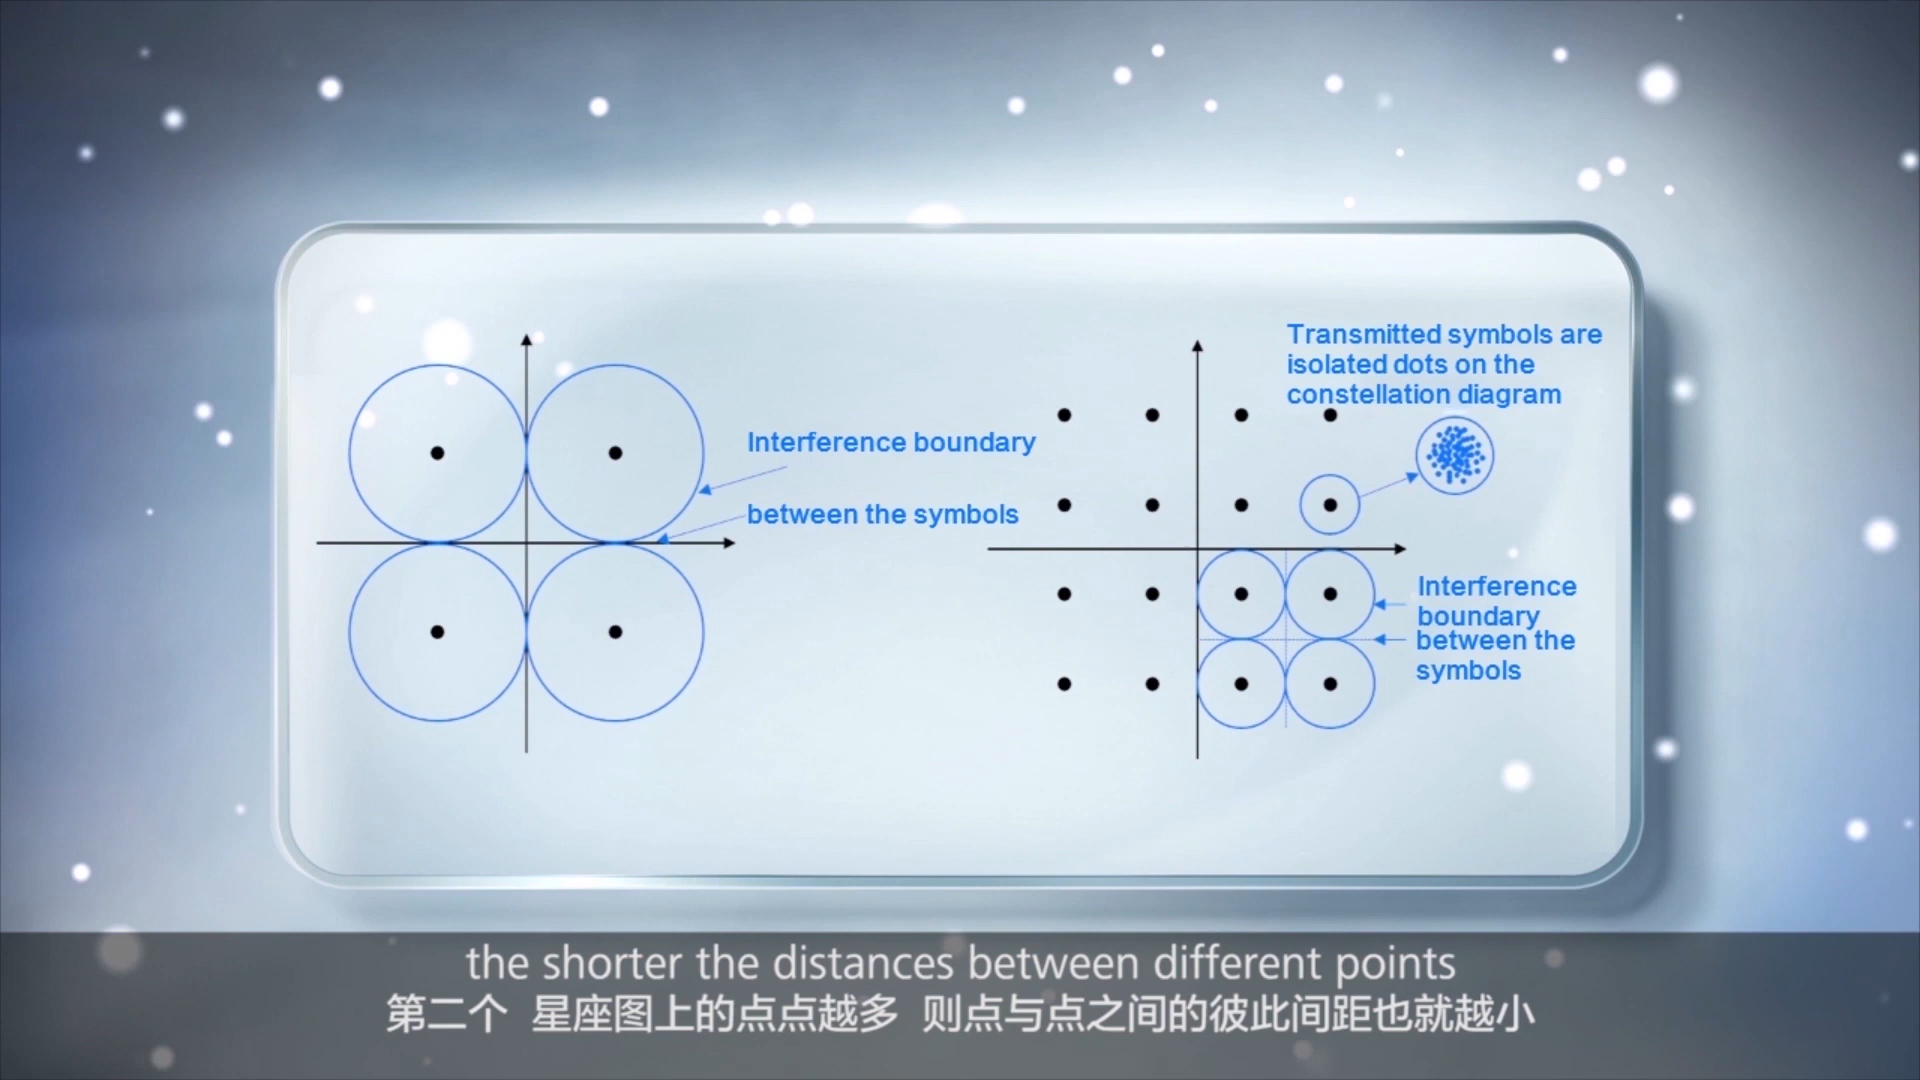 Transmitted symbols are
isolated dots on the
constellation diagram
Interference boundary
between the symbols
Interference
boundary
between the
symbols
the shorter the distances between different points
第二个 星座图上的点点越多 则点与点之间的彼此间距也就越小